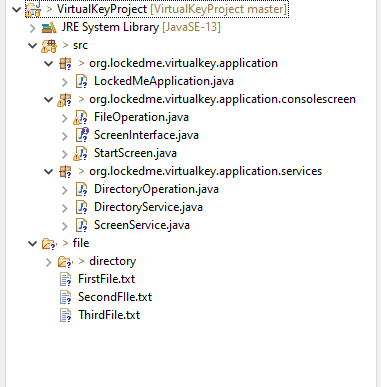 VirtualKeyProject [VirtualKeyProject master]
JRE System Library [JavaSE-13]
> src
> org.lockedme.virtualkey.application
> LockedMeApplication.java
> org.lockedme.virtualkey.application.consolescreen
> FileOperation.java
> ScreenInterface.java
> StartScreen.java
> org.lockedme.virtualkey.application.services
> DirectoryOperation.java
> DirectoryService.java
> ScreenService.java
> file
> directory
FirstFile.txt
SecondFIle.txt
ThirdFile.txt